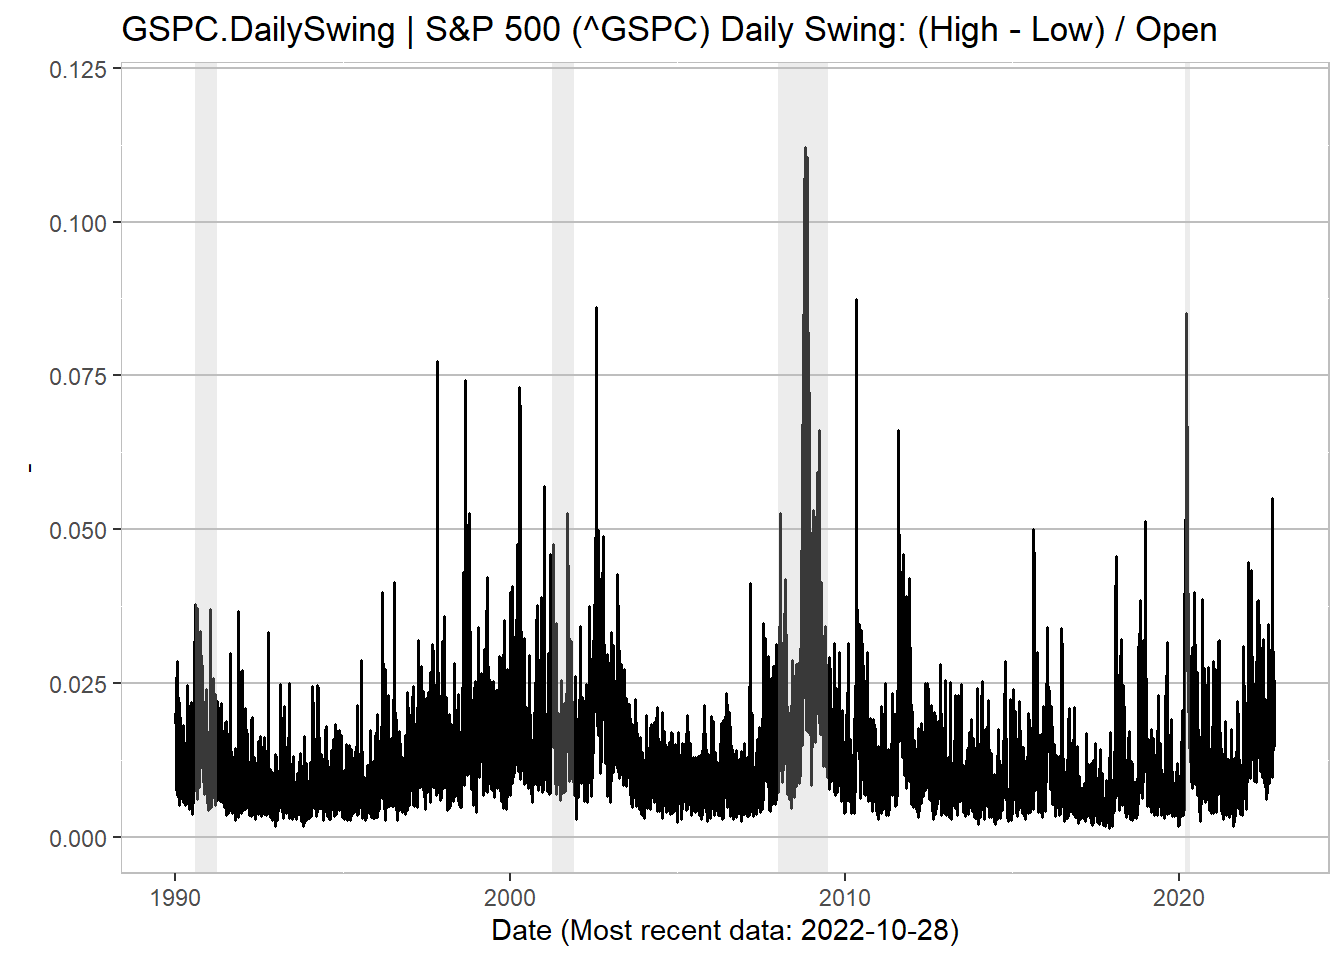 GSPC.DailySwing | S&P 500 (^GSPC) Daily Swing: (High - Low) / Open
0.125
0.100
0.075
-
0.050
0.025
0.000
1990 2000 2010 2020
Date (Most recent data: 2022-10-28)